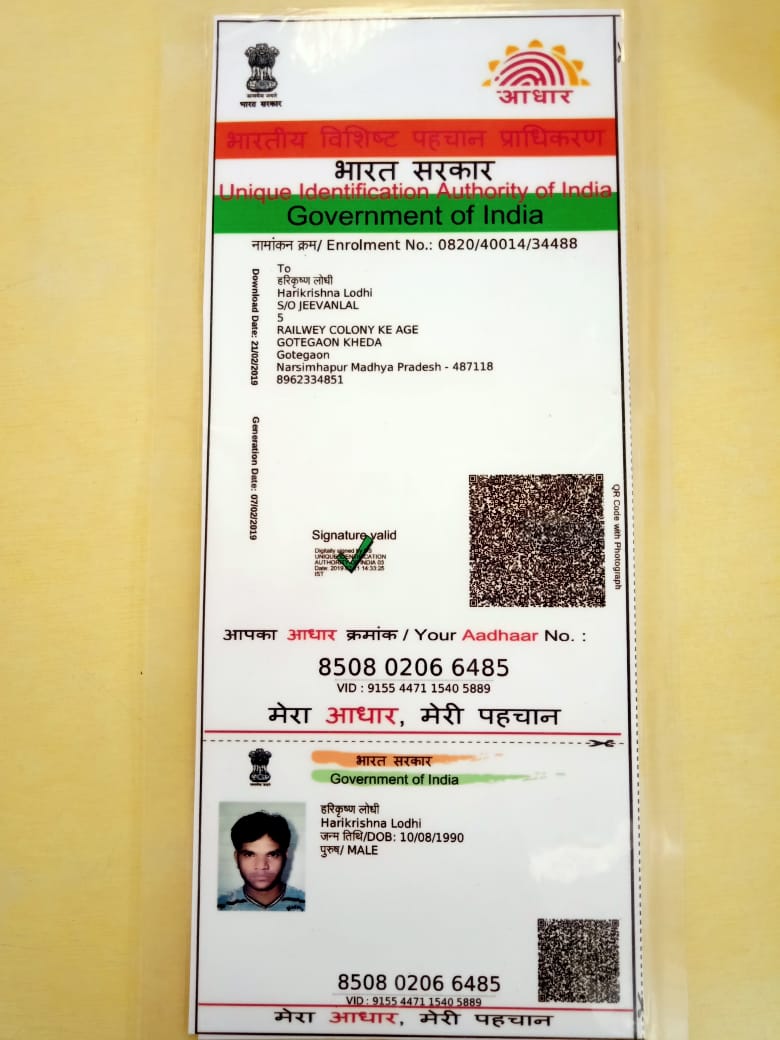 सत्यमेव जयते
भारत सरकार
आधार
भारतीय विशिष्ट पहचान प्राधिकरण
भारत सरकार
Unique Identification Authority of India
Government of India
नामांकन क्रम/ Enrolment No.: 0820/40014/34488
To
हरिकृष्ण लोधी
Harikrishna Lodhi
S/O JEEVANLAL
5
RAILWEY COLONY KE AGE
GOTEGAON KHEDA
Gotegaon
Narsimhapur Madhya Pradesh - 487118
8962334851
Download Date: 21/02/2019
Generation Date: 07/02/2019
QR Code with Photograph
Signature valid
Digitally signed by
UNIQUE IDENTIFICATION
AUTHORITY OF INDIA 03
14:33:25
IST
आपका आधार क्रमांक / Your Aadhaar No. :
8508 0206 6485
VID : 9155 4471 1540 5889
मेरा आधार, मेरी पहचान
भारत सरकार
Government of India
हरिकृष्ण लोधी
Harikrishna Lodhi
जन्म तिथि/DOB: 10/08/1990
पुरुष/ MALE
8508 0206 6485
VID : 9155 4471 1540 5889
मेरा आधार, मेरी पहचान